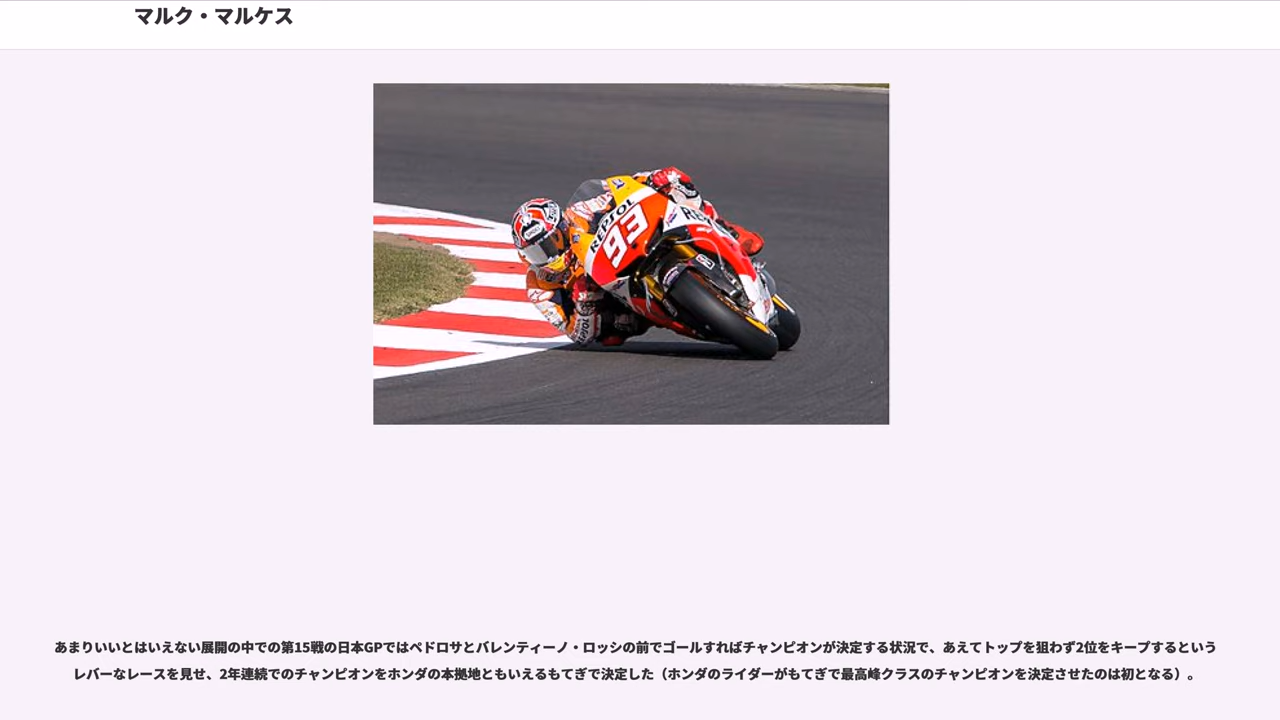 マルク・マルケス
REPSOL
93
あまりいいとはいえない展開の中での第15戦の日本GPではペドロサとバレンティーノ・ロッシの前でゴールすればチャンピオンが決定する状況で、あえてトップを狙わず2位をキープするという
レバーなレースを見せ、2年連続でのチャンピオンをホンダの本拠地ともいえるもてぎで決定した（ホンダのライダーがもてぎで最高峰クラスのチャンピオンを決定させたのは初となる）。